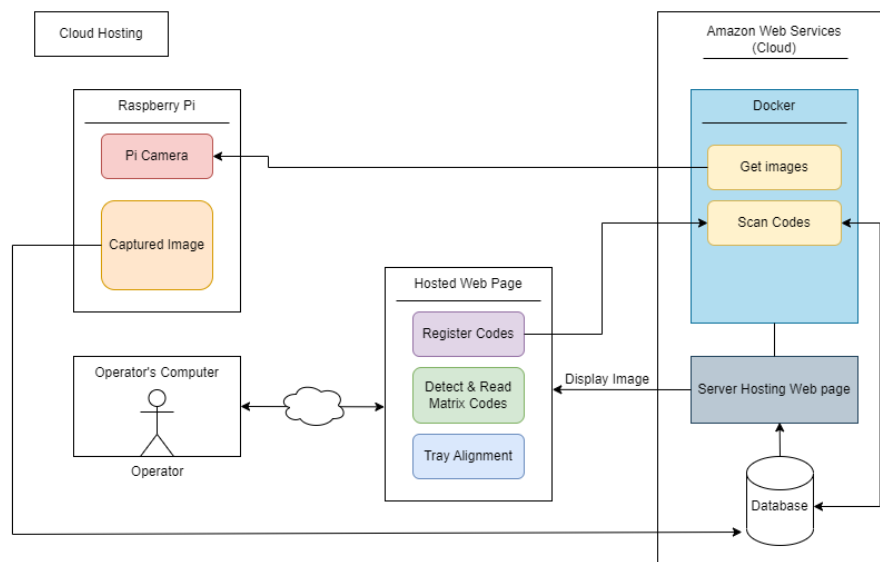 Cloud Hosting
Amazon Web Services
(Cloud)
Raspberry Pi
Docker
Pi Camera
Get images
Captured Image
Scan Codes
Hosted Web Page
Register Codes
Operator's Computer
Display Image
Detect & Read
Matrix Codes
Server Hosting Web page
Tray Alignment
Operator
Database